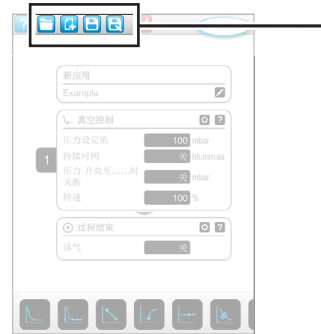 ?
新应用
Example
真空控制 ?
1
压力设定值 100 mbar
持续时间 关 hh:mm:ss
压力 升高至……时
关断 关 mbar
转速 100 %
过程结束 ?
排气 关